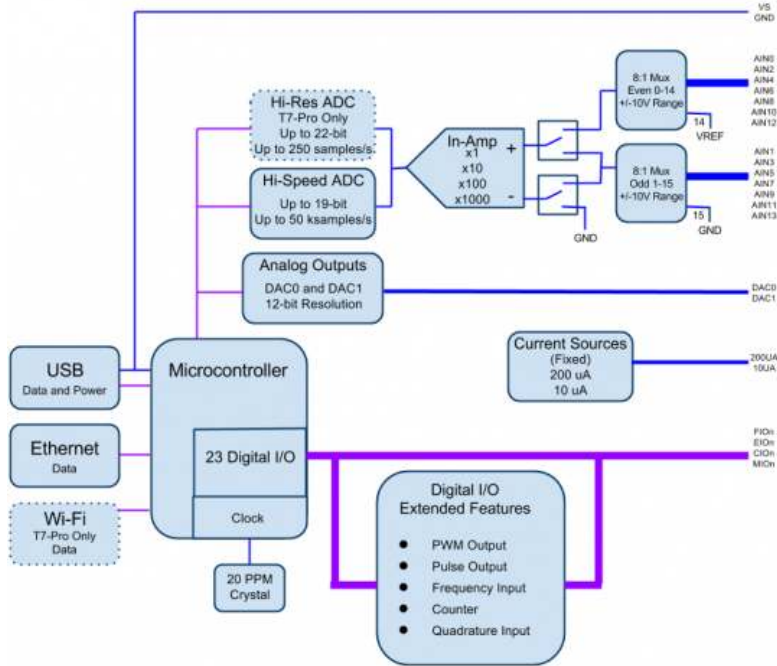 VS
GND
Hi-Res ADC
T7-Pro Only
Up to 22-bit
Up to 250 samples/s
Hi-Speed ADC
Up to 19-bit
Up to 50 ksamples/s
In-Amp
x1
x10
x100
x1000
+
-
GND
8:1 Mux
Even 0-14
+/-10V Range
14
VREF
8:1 Mux
Odd 1-15
+/-10V Range
15
GND
AIN0
AIN2
AIN4
AIN6
AIN8
AIN10
AIN12
AIN1
AIN3
AIN5
AIN7
AIN9
AIN11
AIN13
Analog Outputs
DAC0 and DAC1
12-bit Resolution
DAC0
DAC1
Current Sources
(Fixed)
200 uA
10 uA
200UA
10UA
USB
Data and Power
Ethernet
Data
Wi-Fi
T7-Pro Only
Data
Microcontroller
23 Digital I/O
Clock
20 PPM
Crystal
FIOn
EIOn
CIOn
MIOn
Digital I/O
Extended Features
● PWM Output
● Pulse Output
● Frequency Input
● Counter
● Quadrature Input